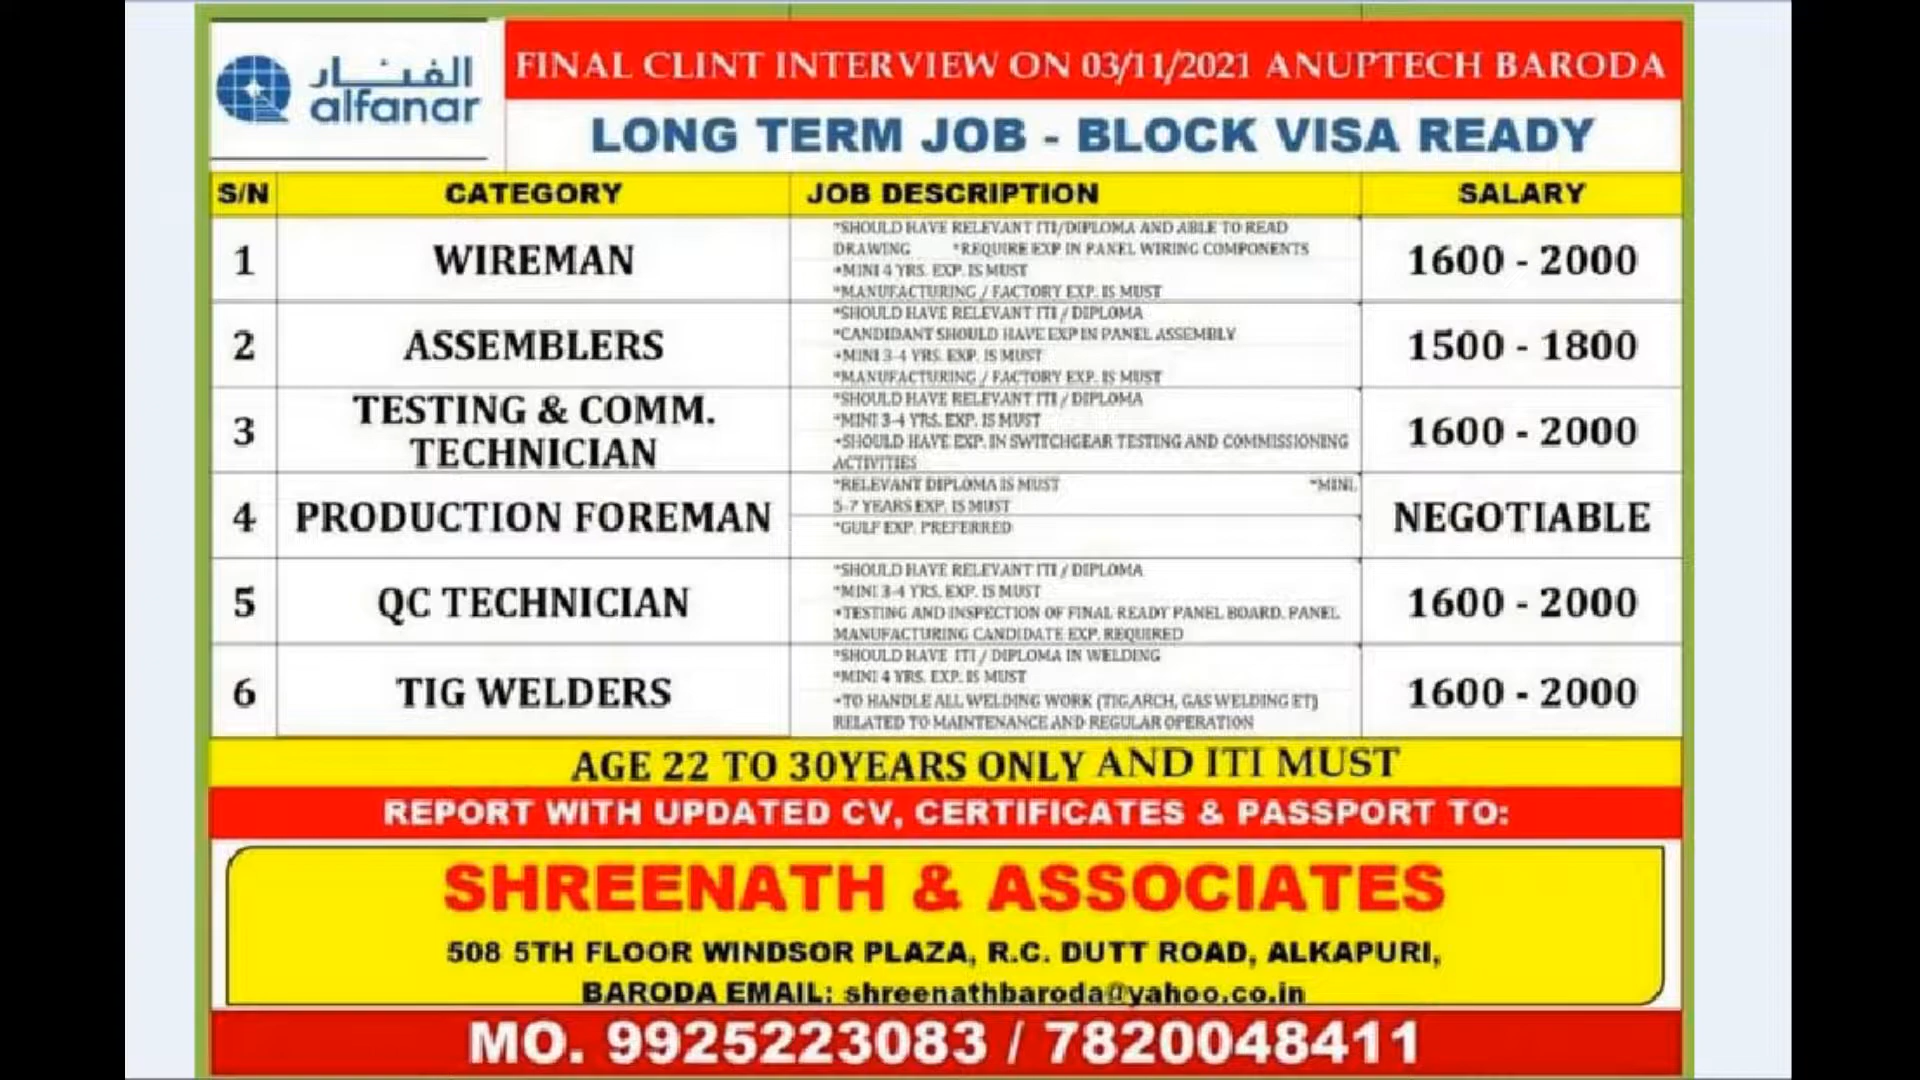 الفنار
alfanar
FINAL CLINT INTERVIEW ON 03/11/2021 ANUPTECH BARODA
LONG TERM JOB - BLOCK VISA READY
S/N CATEGORY JOB DESCRIPTION SALARY
1 WIREMAN 1600 - 2000
*SHOULD HAVE RELEVANT ITI/DIPLOMA AND ABLE TO READ
DRAWING *REQUIRE EXP IN PANEL WIRING COMPONENTS
*MINI 4 YRS. EXP. IS MUST
*MANUFACTURING / FACTORY EXP. IS MUST
2 ASSEMBLERS 1500 - 1800
*SHOULD HAVE RELEVANT ITI / DIPLOMA
*CANDIDANT SHOULD HAVE EXP IN PANEL ASSEMBLY
*MINI 3-4 YRS. EXP. IS MUST
*MANUFACTURING / FACTORY EXP. IS MUST
3 TESTING & COMM. TECHNICIAN 1600 - 2000
*SHOULD HAVE RELEVANT ITI / DIPLOMA
*MINI 3-4 YRS. EXP. IS MUST
*SHOULD HAVE EXP. IN SWITCHGEAR TESTING AND COMMISSIONING
ACTIVITIES
4 PRODUCTION FOREMAN NEGOTIABLE
*RELEVANT DIPLOMA IS MUST *MINI.
5-7 YEARS EXP. IS MUST
*GULF EXP. PREFERRED
5 QC TECHNICIAN 1600 - 2000
*SHOULD HAVE RELEVANT ITI / DIPLOMA
*MINI 3-4 YRS. EXP. IS MUST
*TESTING AND INSPECTION OF FINAL READY PANEL BOARD. PANEL
MANUFACTURING CANDIDATE EXP. REQUIRED
6 TIG WELDERS 1600 - 2000
*SHOULD HAVE ITI / DIPLOMA IN WELDING
*MINI 4 YRS. EXP. IS MUST
*TO HANDLE ALL WELDING WORK (TIG,ARCH, GAS WELDING ET)
RELATED TO MAINTENANCE AND REGULAR OPERATION
AGE 22 TO 30YEARS ONLY AND ITI MUST
REPORT WITH UPDATED CV, CERTIFICATES & PASSPORT TO:
SHREENATH & ASSOCIATES
508 5TH FLOOR WINDSOR PLAZA, R.C. DUTT ROAD, ALKAPURI,
BARODA EMAIL: shreenathbaroda@yahoo.co.in
MO. 9925223083 / 7820048411